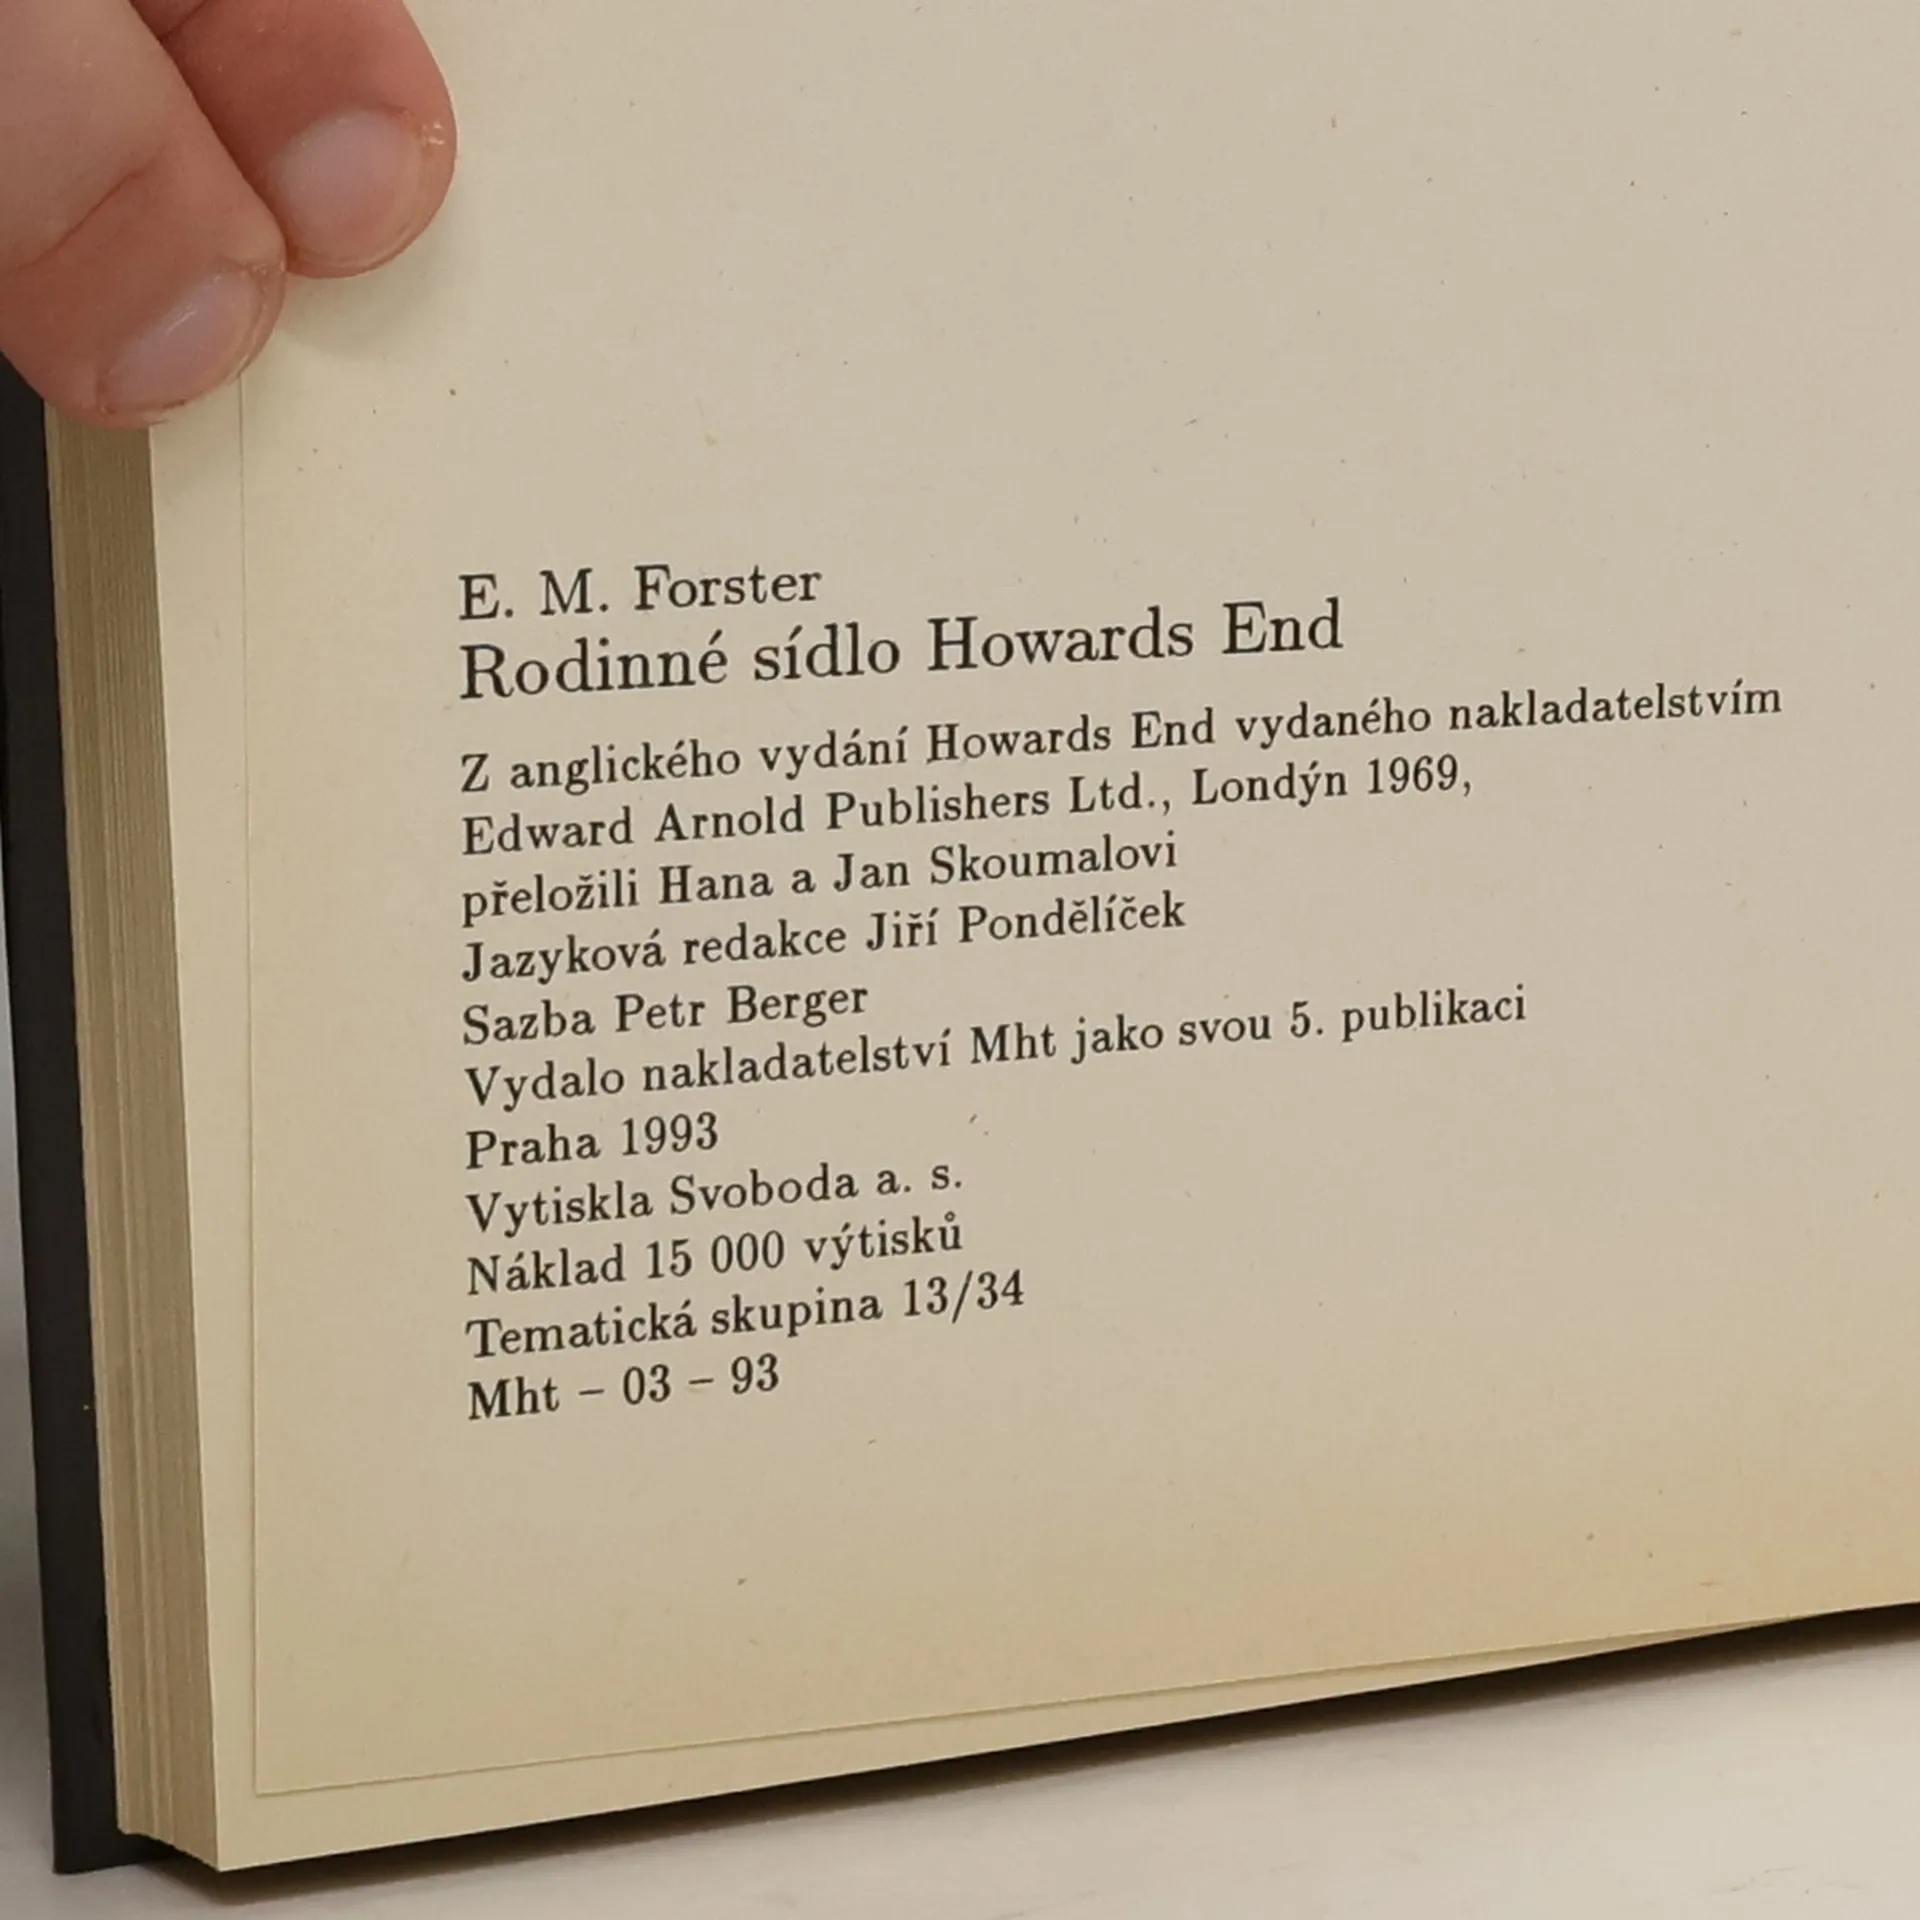 E. M. Forster
Rodinné sídlo Howards End
Z anglického vydání Howards End vydaného nakladatelstvím
Edward Arnold Publishers Ltd., Londýn 1969,
přeložili Hana a Jan Skoumalovi
Jazyková redakce Jiří Pondělíček
Sazba Petr Berger
Vydalo nakladatelství Mht jako svou 5. publikaci
Praha 1993
Vytiskla Svoboda a. s.
Náklad 15 000 výtisků
Tematická skupina 13/34
Mht – 03 – 93